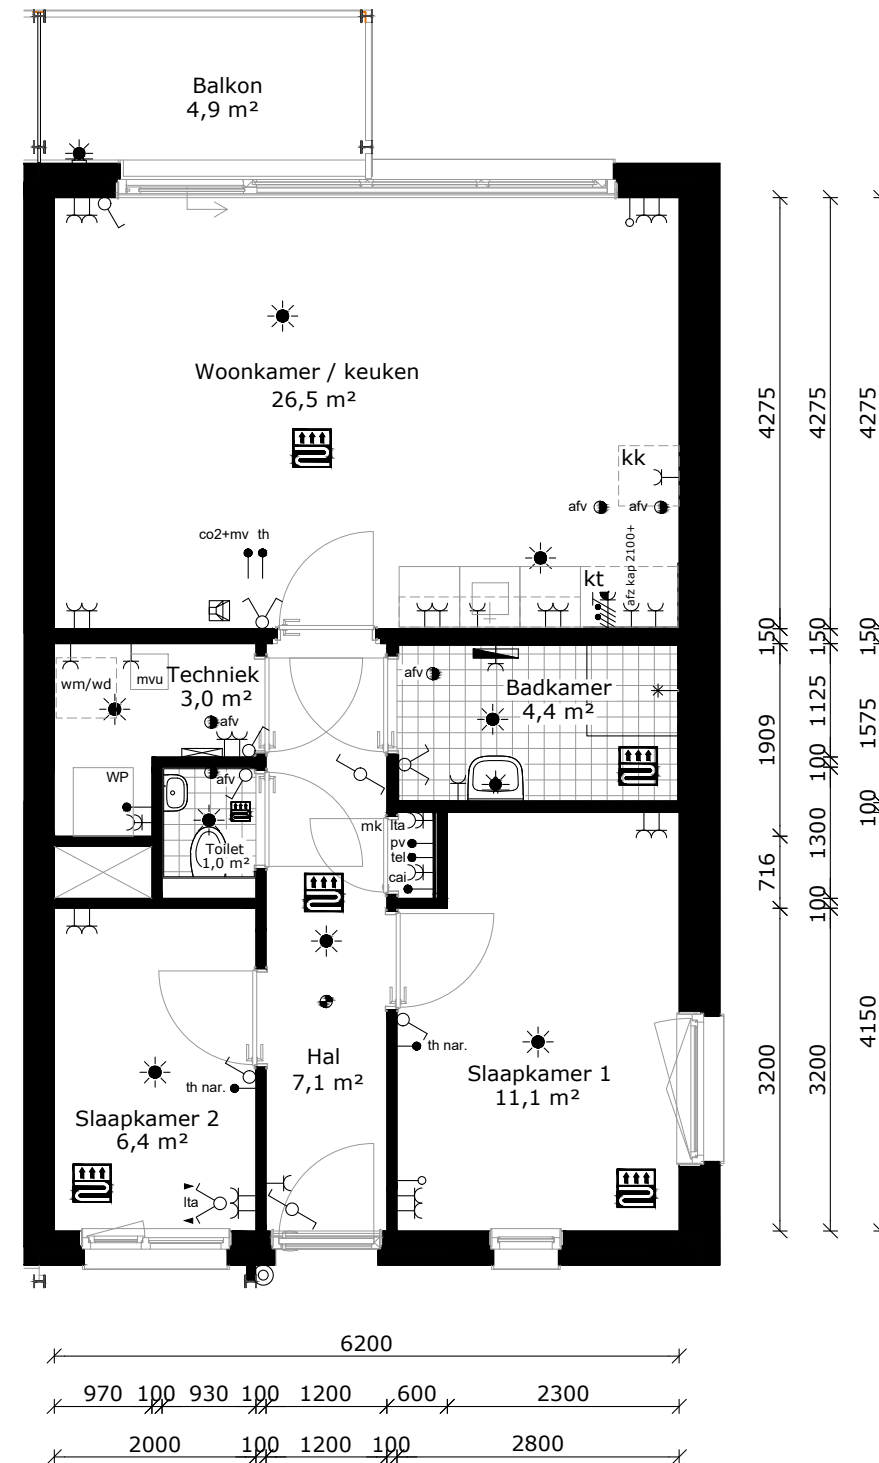 Balkon
4,9 m²
Woonkamer / keuken
26,5 m²
kk
afv
afv
afz kap 2100+
co2+mv
th
kt
wm/wd
mvu
Techniek
3,0 m²
afv
afv
Badkamer
4,4 m²
WP
afv
Toilet
1,0 m²
mk
lta
pv
tel
cai
Hal
7,1 m²
th nar.
Slaapkamer 1
11,1 m²
th nar.
Slaapkamer 2
6,4 m²
lta
4275
150
1909
716
3200
4275
150
1125
100
1300
100
3200
4275
150
1575
100
4150
6200
970
100
930
100
1200
600
2300
2000
100
1200
100
2800